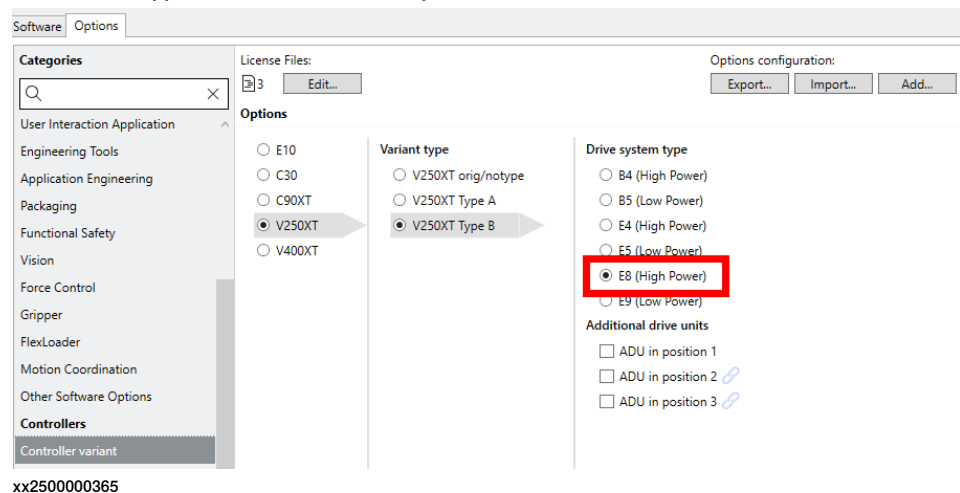 Software Options
Categories
User Interaction Application
Engineering Tools
Application Engineering
Packaging
Functional Safety
Vision
Force Control
Gripper
FlexLoader
Motion Coordination
Other Software Options
Controllers
Controller variant
License Files:
3 Edit...
Options configuration:
Export... Import... Add...
Options
E10
C30
C90XT
V250XT
V400XT
Variant type
V250XT orig/notype
V250XT Type A
V250XT Type B
Drive system type
B4 (High Power)
B5 (Low Power)
E4 (High Power)
E5 (Low Power)
E8 (High Power)
E9 (Low Power)
Additional drive units
ADU in position 1
ADU in position 2
ADU in position 3
xx2500000365